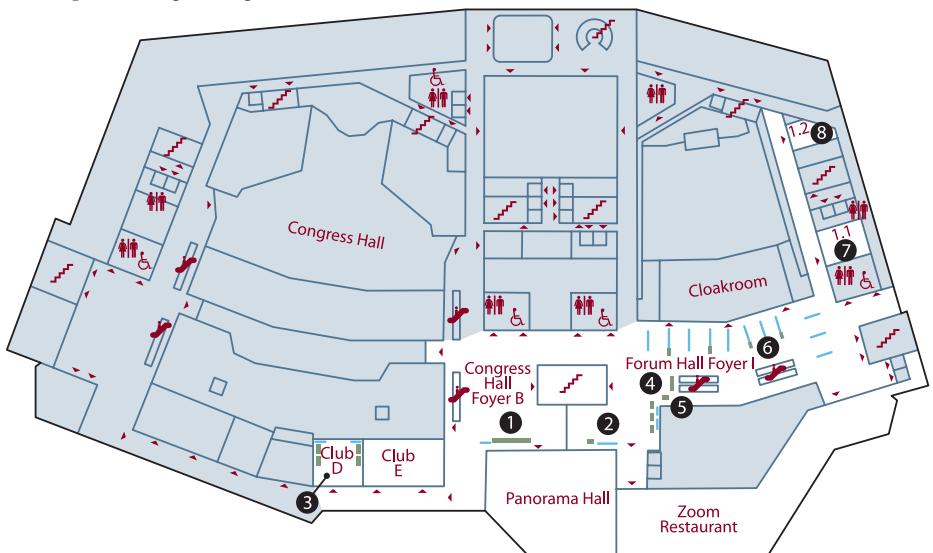 1.2
8
Congress Hall
1.1
7
Cloakroom
6
Congress
Hall
Foyer B
Forum Hall Foyer I
4
5
1
2
Club
D
Club
E
3
Panorama Hall
Zoom
Restaurant